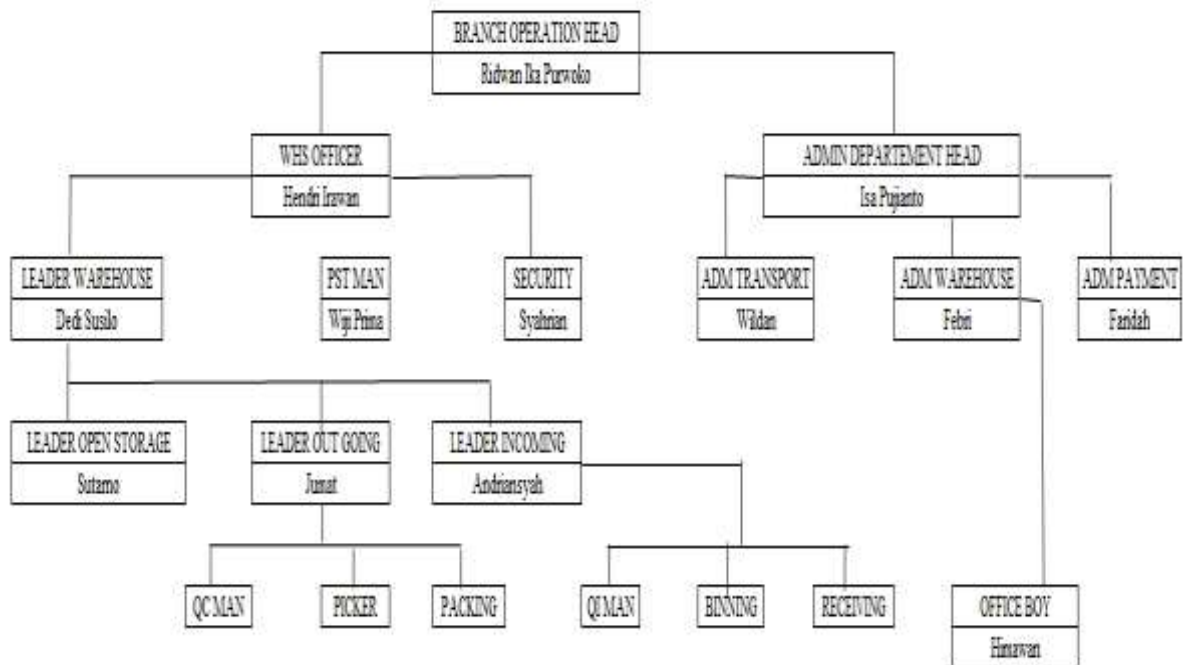 BRANCH OPERATION HEAD
Ridwan Ika Purwoko
WHS OFFICER
Hendri Irawan
ADMIN DEPARTEMENT HEAD
Isa Pujianto
LEADER WAREHOUSE
Dedi Susilo
PST MAN
Wiji Prima
SECURITY
Syahrian
ADM TRANSPORT
Wildan
ADM WAREHOUSE
Febri
ADM PAYMENT
Faridah
LEADER OPEN STORAGE
Sutarno
LEADER OUT GOING
Jumat
LEADER INCOMING
Andriansyah
QC MAN
PICKER
PACKING
QI MAN
BINNING
RECEIVING
OFFICE BOY
Himawan